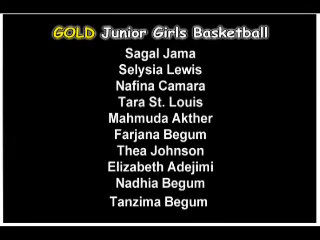 GOLD Junior Girls Basketball
Sagal Jama
Selysia Lewis
Nafina Camara
Tara St. Louis
Mahmuda Akther
Farjana Begum
Thea Johnson
Elizabeth Adejimi
Nadhia Begum
Tanzima Begum